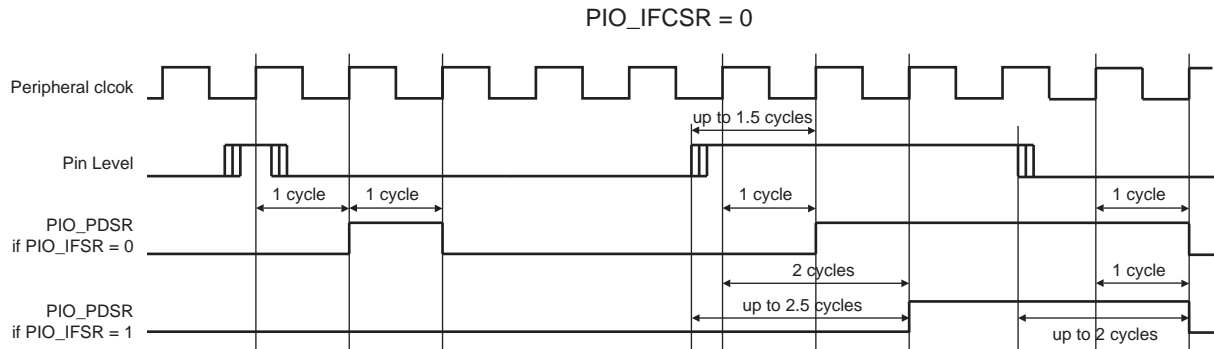 PIO_IFCSR = 0
Peripheral clcok
up to 1.5 cycles
Pin Level
1 cycle
1 cycle
1 cycle
1 cycle
PIO_PDSR
if PIO_IFSR = 0
2 cycles
1 cycle
PIO_PDSR
if PIO_IFSR = 1
up to 2.5 cycles
up to 2 cycles